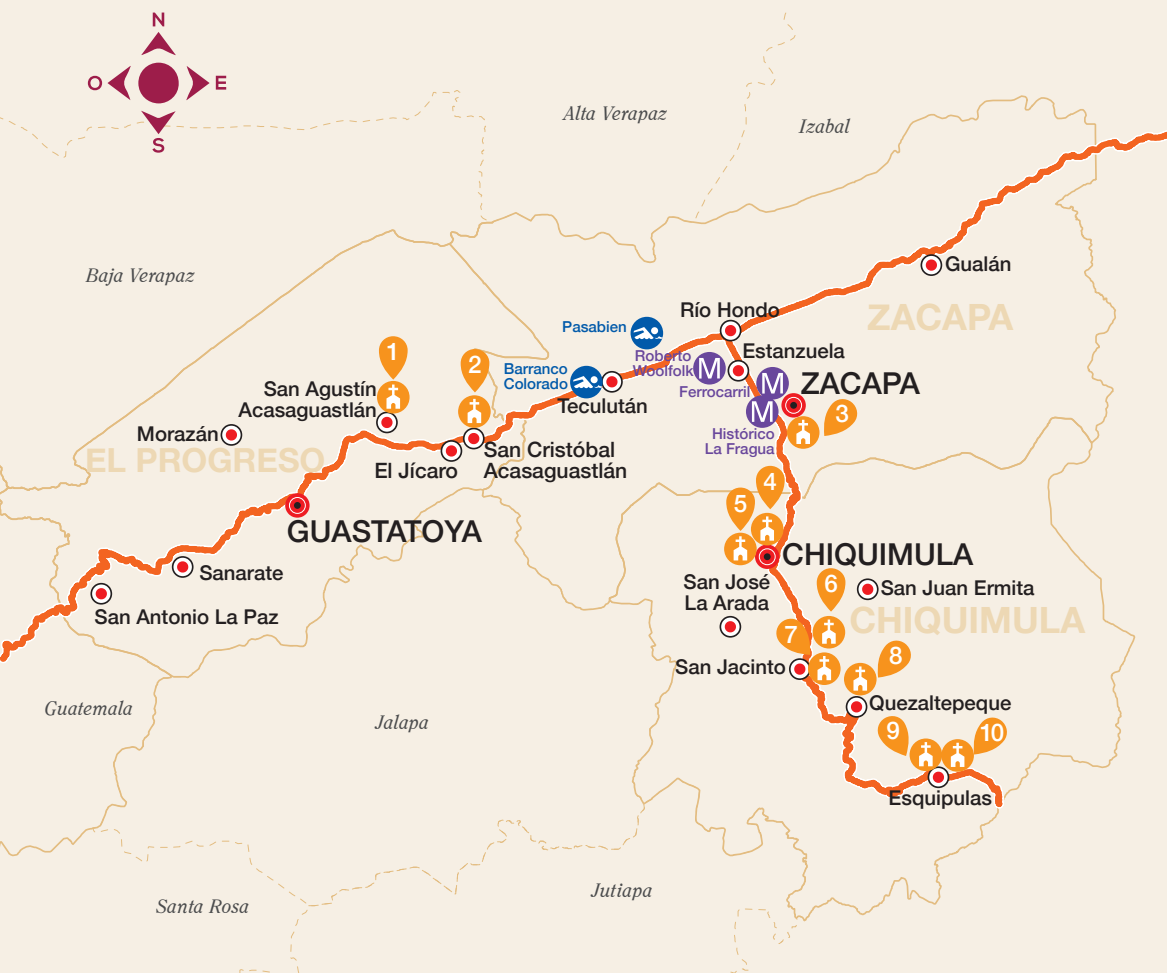 N
O
E
S
Alta Verapaz
Izabal
Baja Verapaz
Gualán
ZACAPA
Río Hondo
Pasabien
Estanzuela
Roberto
Woolfolk
M
Ferrocarril
M
ZACAPA
Barranco
Colorado
Teculután
M
3
Histórico
La Fragua
1
2
San Agustín
Acasaguastlán
Morazán
EL PROGRESO
El Jícaro
San Cristóbal
Acasaguastlán
GUASTATOYA
4
5
CHIQUIMULA
Sanarate
San Antonio La Paz
San José
La Arada
6
San Juan Ermita
CHIQUIMULA
7
San Jacinto
8
Quezaltepeque
9
10
Esquipulas
Guatemala
Jalapa
Jutiapa
Santa Rosa